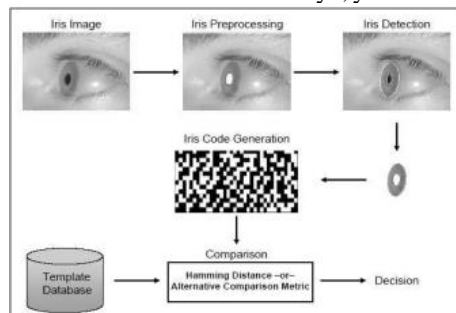 Iris Image
Iris Preprocessing
Iris Detection
Iris Code Generation
Comparison
Template
Database
Hamming Distance –or–
Alternative Comparison Metric
Decision